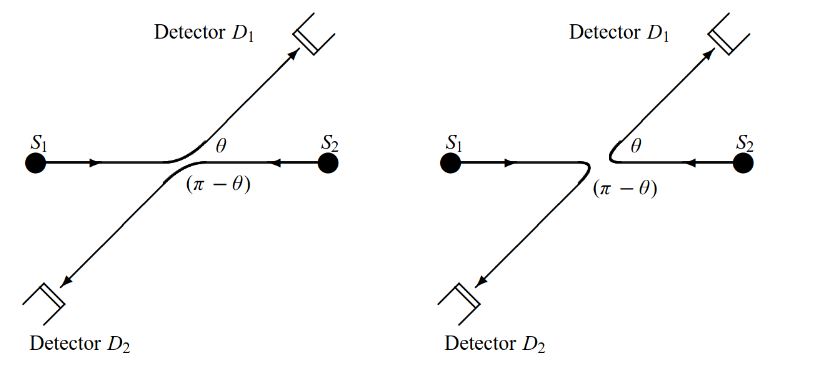 Detector D₁
S₁
θ
S₂
(π − θ)
Detector D₂
Detector D₁
S₁
θ
S₂
(π − θ)
Detector D₂